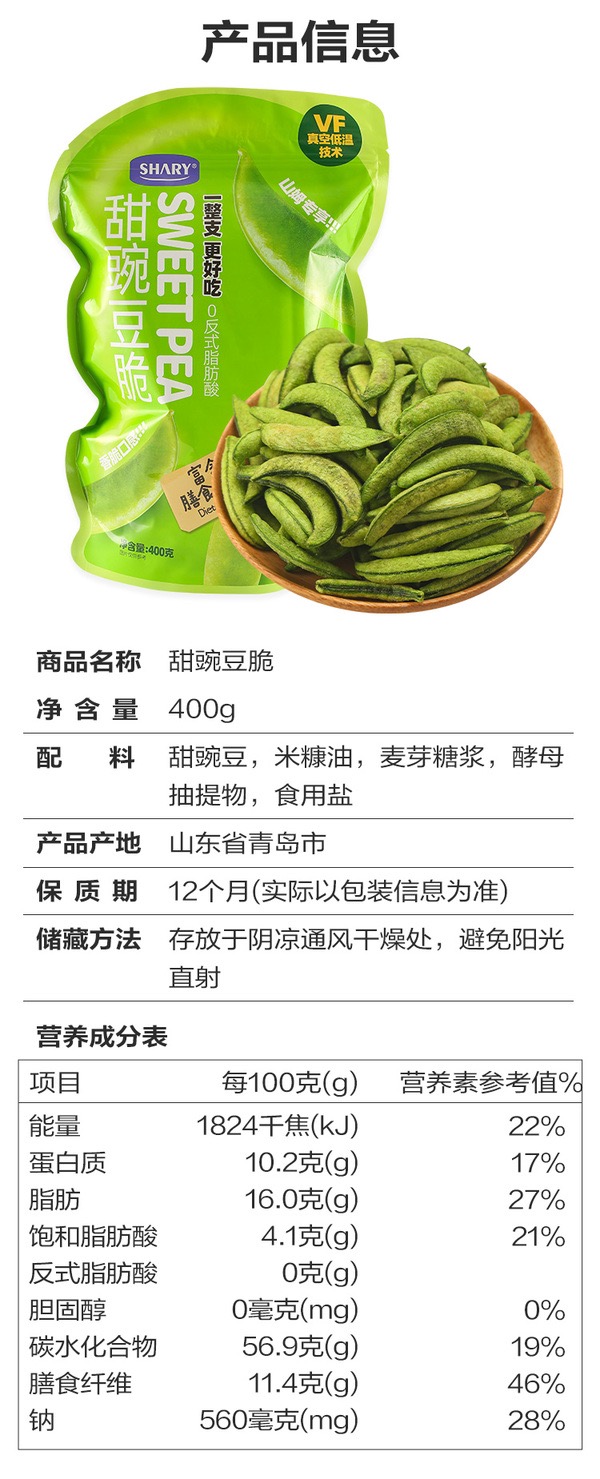 产品信息
VF
真空低温
技术
SHARY®
甜豌豆脆
SWEET PEA
一整支 更好吃
0反式脂肪酸
山姆专享!!!
香脆口感!!!
富含
膳食
Diet
净含量:400克
商品名称 甜豌豆脆
净含量 400g
配料 甜豌豆，米糠油，麦芽糖浆，酵母
抽提物，食用盐
产品产地 山东省青岛市
保质期 12个月(实际以包装信息为准)
储藏方法 存放于阴凉通风干燥处，避免阳光
直射
营养成分表
项目 每100克(g) 营养素参考值%
能量 1824千焦(kJ) 22%
蛋白质 10.2克(g) 17%
脂肪 16.0克(g) 27%
饱和脂肪酸 4.1克(g) 21%
反式脂肪酸 0克(g)
胆固醇 0毫克(mg) 0%
碳水化合物 56.9克(g) 19%
膳食纤维 11.4克(g) 46%
钠 560毫克(mg) 28%